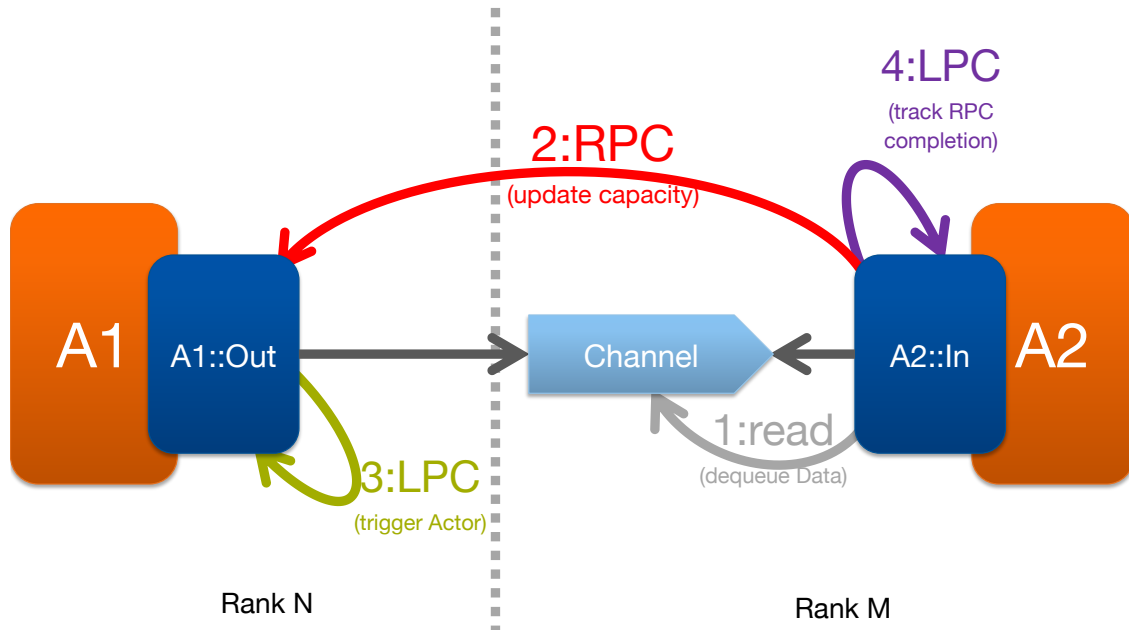 4:LPC
(track RPC
completion)
2:RPC
(update capacity)
A1
A1::Out
Channel
A2::In
A2
1:read
(dequeue Data)
3:LPC
(trigger Actor)
Rank N
Rank M